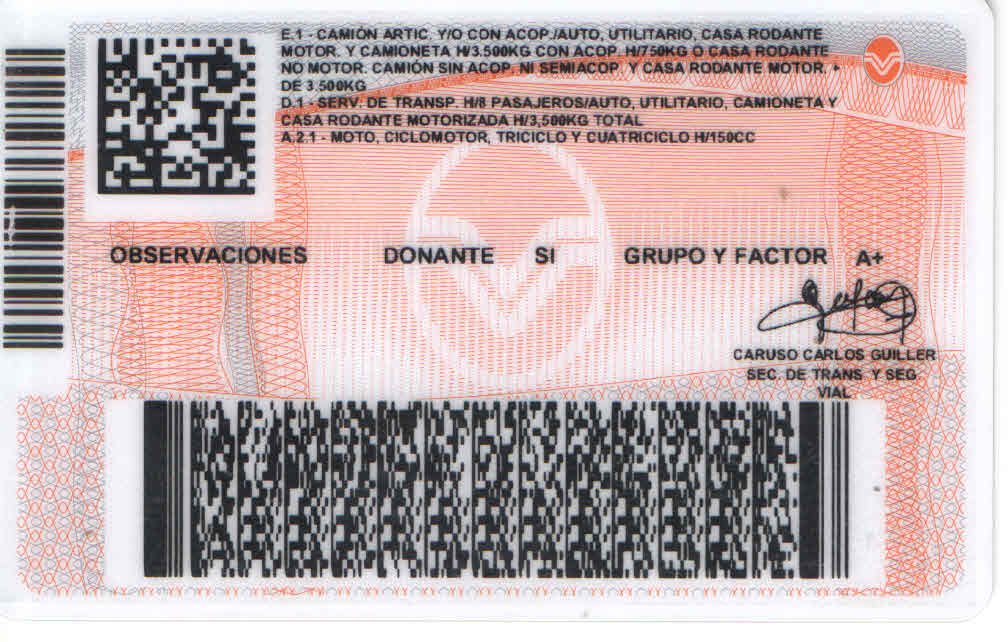 E.1 - CAMIÓN ARTIC. Y/O CON ACOP./AUTO, UTILITARIO, CASA RODANTE
MOTOR. Y CAMIONETA H/3.500KG CON ACOP. H/750KG O CASA RODANTE
NO MOTOR. CAMIÓN SIN ACOP. NI SEMIACOP. Y CASA RODANTE MOTOR. +
DE 3.500KG
D.1 - SERV. DE TRANSP. H/8 PASAJEROS/AUTO, UTILITARIO, CAMIONETA Y
CASA RODANTE MOTORIZADA H/3,500KG TOTAL
A.2.1 - MOTO, CICLOMOTOR, TRICICLO Y CUATRICICLO H/150CC
OBSERVACIONES DONANTE SI GRUPO Y FACTOR A+
CARUSO CARLOS GUILLER
SEC. DE TRANS. Y SEG.
VIAL